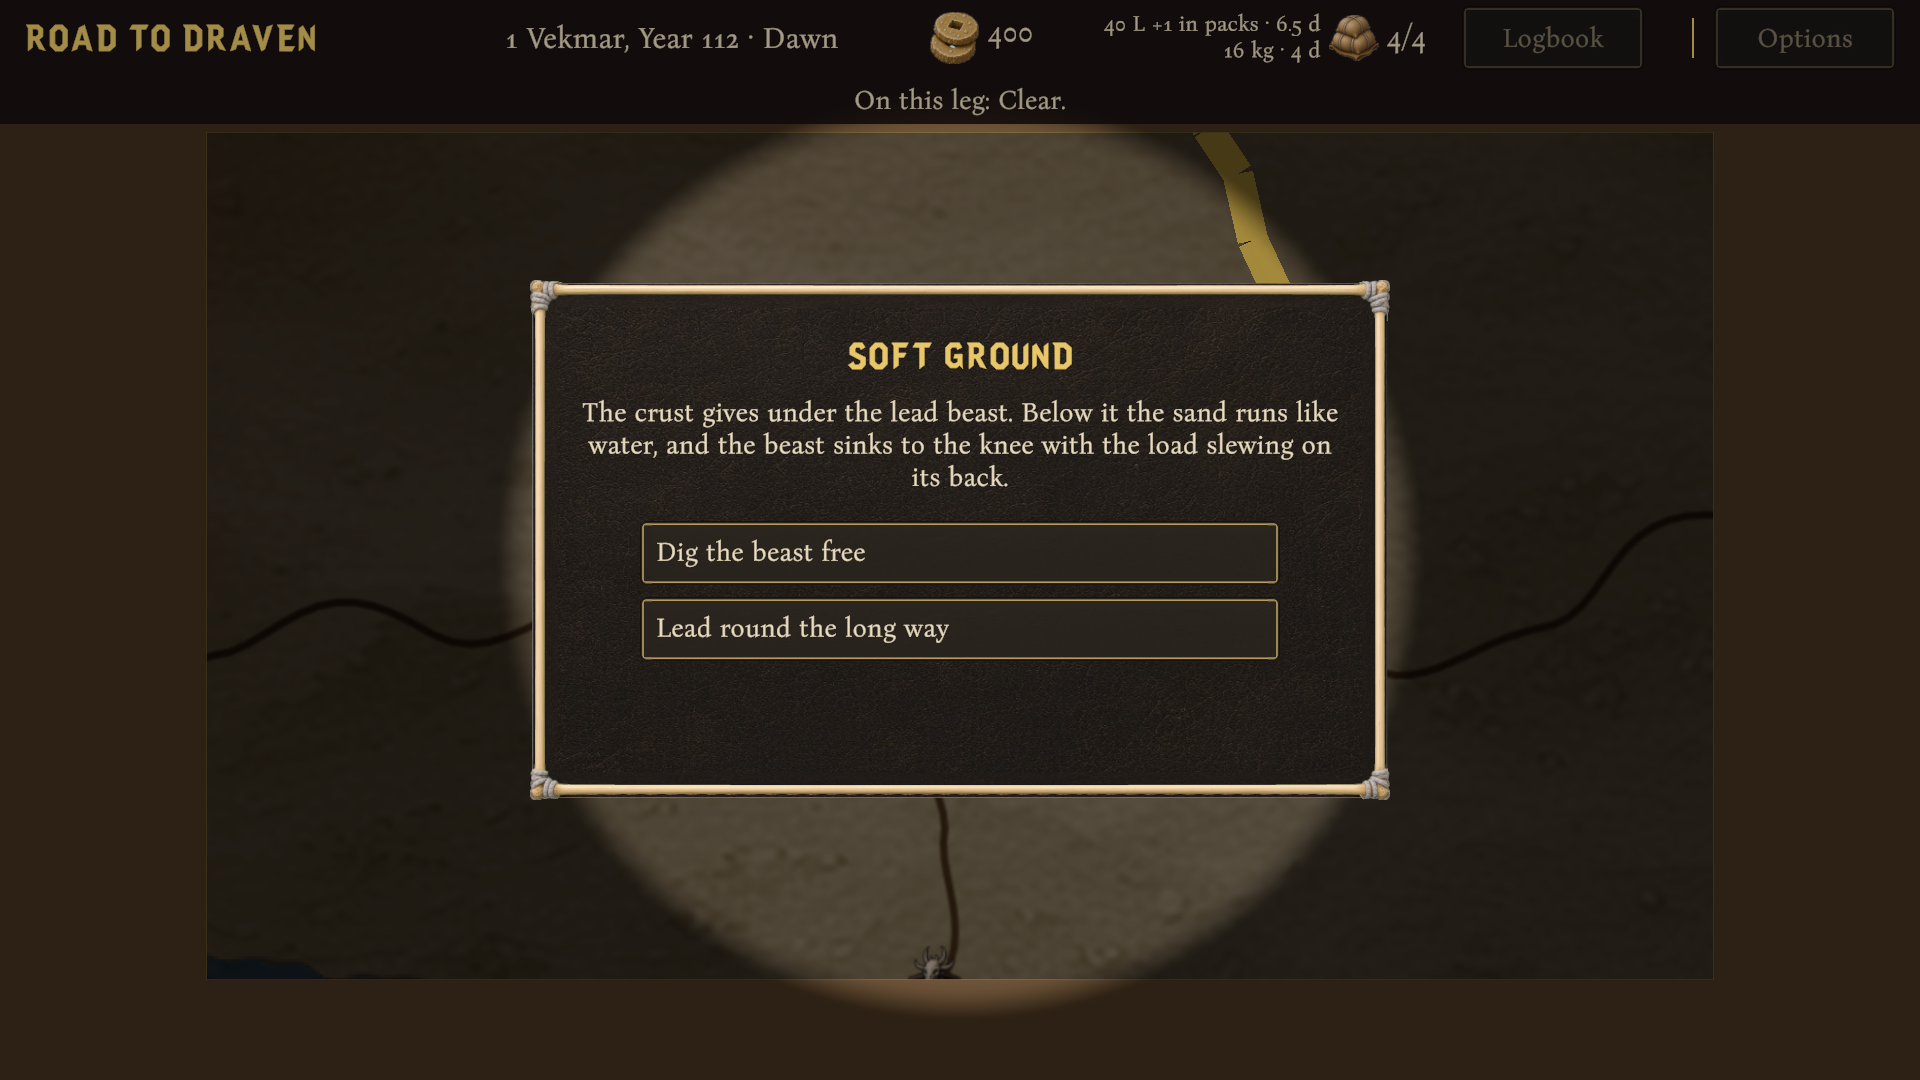 ROAD TO DRAVEN
1 Vekmar, Year 112 · Dawn
400
40 L +1 in packs · 6.5 d
16 kg · 4 d
4/4
Logbook
Options
On this leg: Clear.
SOFT GROUND
The crust gives under the lead beast. Below it the sand runs like
water, and the beast sinks to the knee with the load slewing on
its back.
Dig the beast free
Lead round the long way